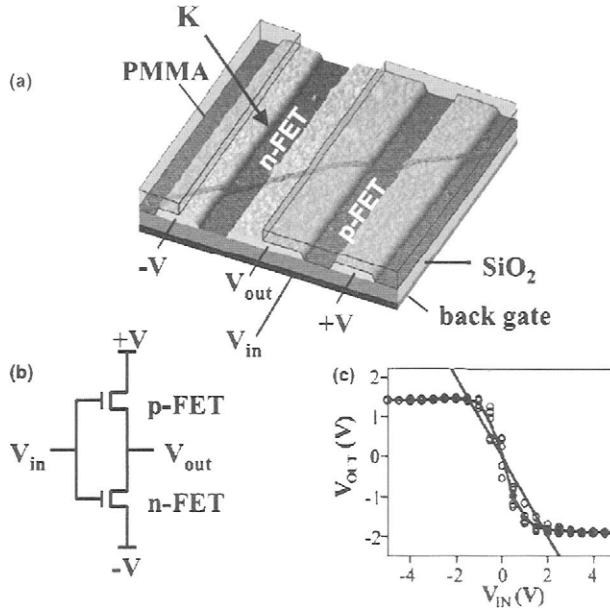 (a)
K
PMMA
n-FET
p-FET
-V
V_out
V_in
+V
SiO₂
back gate
(b)
+V
p-FET
V_in
V_out
n-FET
-V
(c)
V_OUT (V)
2
1
0
-1
-2
-4 -2 0 2 4
V_IN (V)